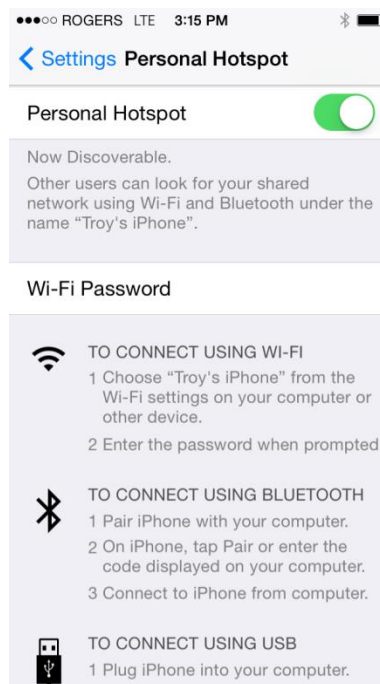 ROGERS LTE 3:15 PM
Settings Personal Hotspot
Personal Hotspot
Now Discoverable.
Other users can look for your shared
network using Wi-Fi and Bluetooth under the
name “Troy's iPhone”.
Wi-Fi Password
TO CONNECT USING WI-FI
1 Choose “Troy's iPhone” from the
Wi-Fi settings on your computer or
other device.
2 Enter the password when prompted
TO CONNECT USING BLUETOOTH
1 Pair iPhone with your computer.
2 On iPhone, tap Pair or enter the
code displayed on your computer.
3 Connect to iPhone from computer.
TO CONNECT USING USB
1 Plug iPhone into your computer.